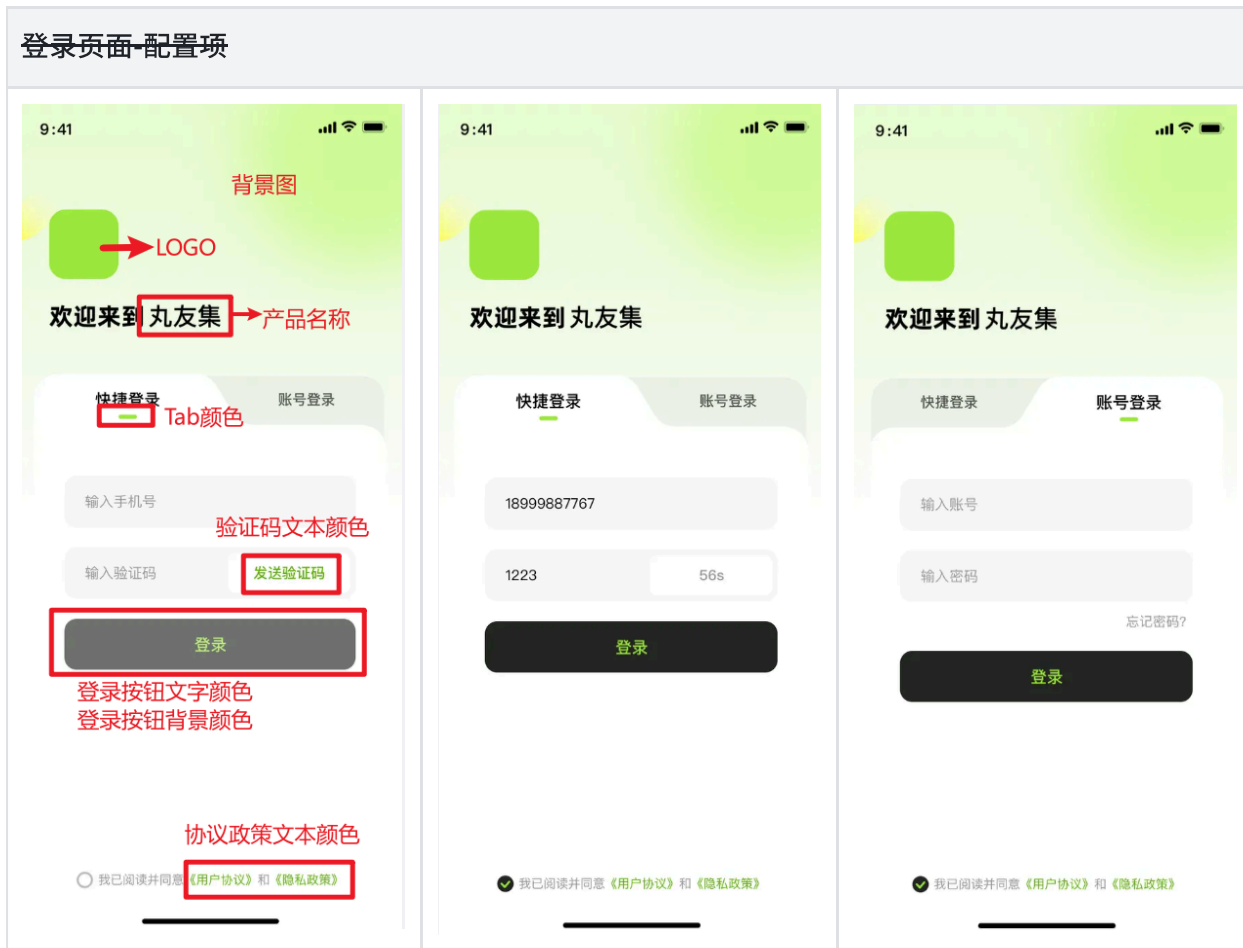 登录页面-配置项
9:41
背景图
LOGO
欢迎来到 丸友集
产品名称
快捷登录
账号登录
Tab颜色
输入手机号
验证码文本颜色
输入验证码
发送验证码
登录
登录按钮文字颜色
登录按钮背景颜色
协议政策文本颜色
我已阅读并同意《用户协议》和《隐私政策》
9:41
欢迎来到 丸友集
快捷登录
账号登录
18999887767
1223
56s
登录
我已阅读并同意《用户协议》和《隐私政策》
9:41
欢迎来到 丸友集
快捷登录
账号登录
输入账号
输入密码
忘记密码?
登录
我已阅读并同意《用户协议》和《隐私政策》